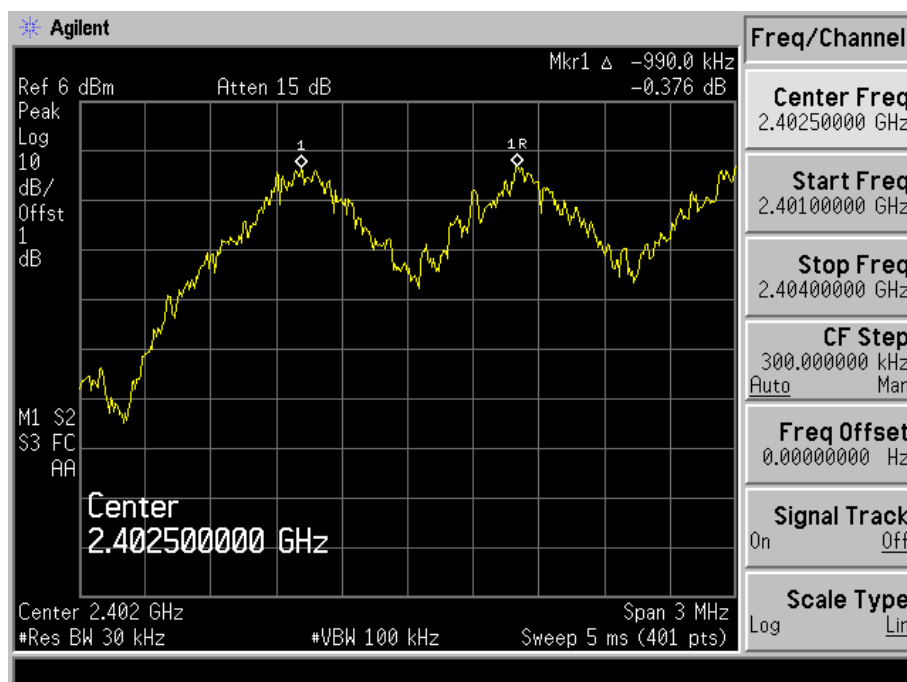 Agilent
Freq/Channel
Mkr1 Δ -990.0 kHz
Ref 6 dBm Atten 15 dB -0.376 dB
Peak
Log
10
dB/
Offst
1
dB
1
1R
M1 S2
S3 FC
AA
Center
2.402500000 GHz
Center 2.402 GHz Span 3 MHz
#Res BW 30 kHz #VBW 100 kHz Sweep 5 ms (401 pts)
Center Freq
2.40250000 GHz
Start Freq
2.40100000 GHz
Stop Freq
2.40400000 GHz
CF Step
300.000000 kHz
Auto Man
Freq Offset
0.00000000 Hz
Signal Track
On Off
Scale Type
Log Lin